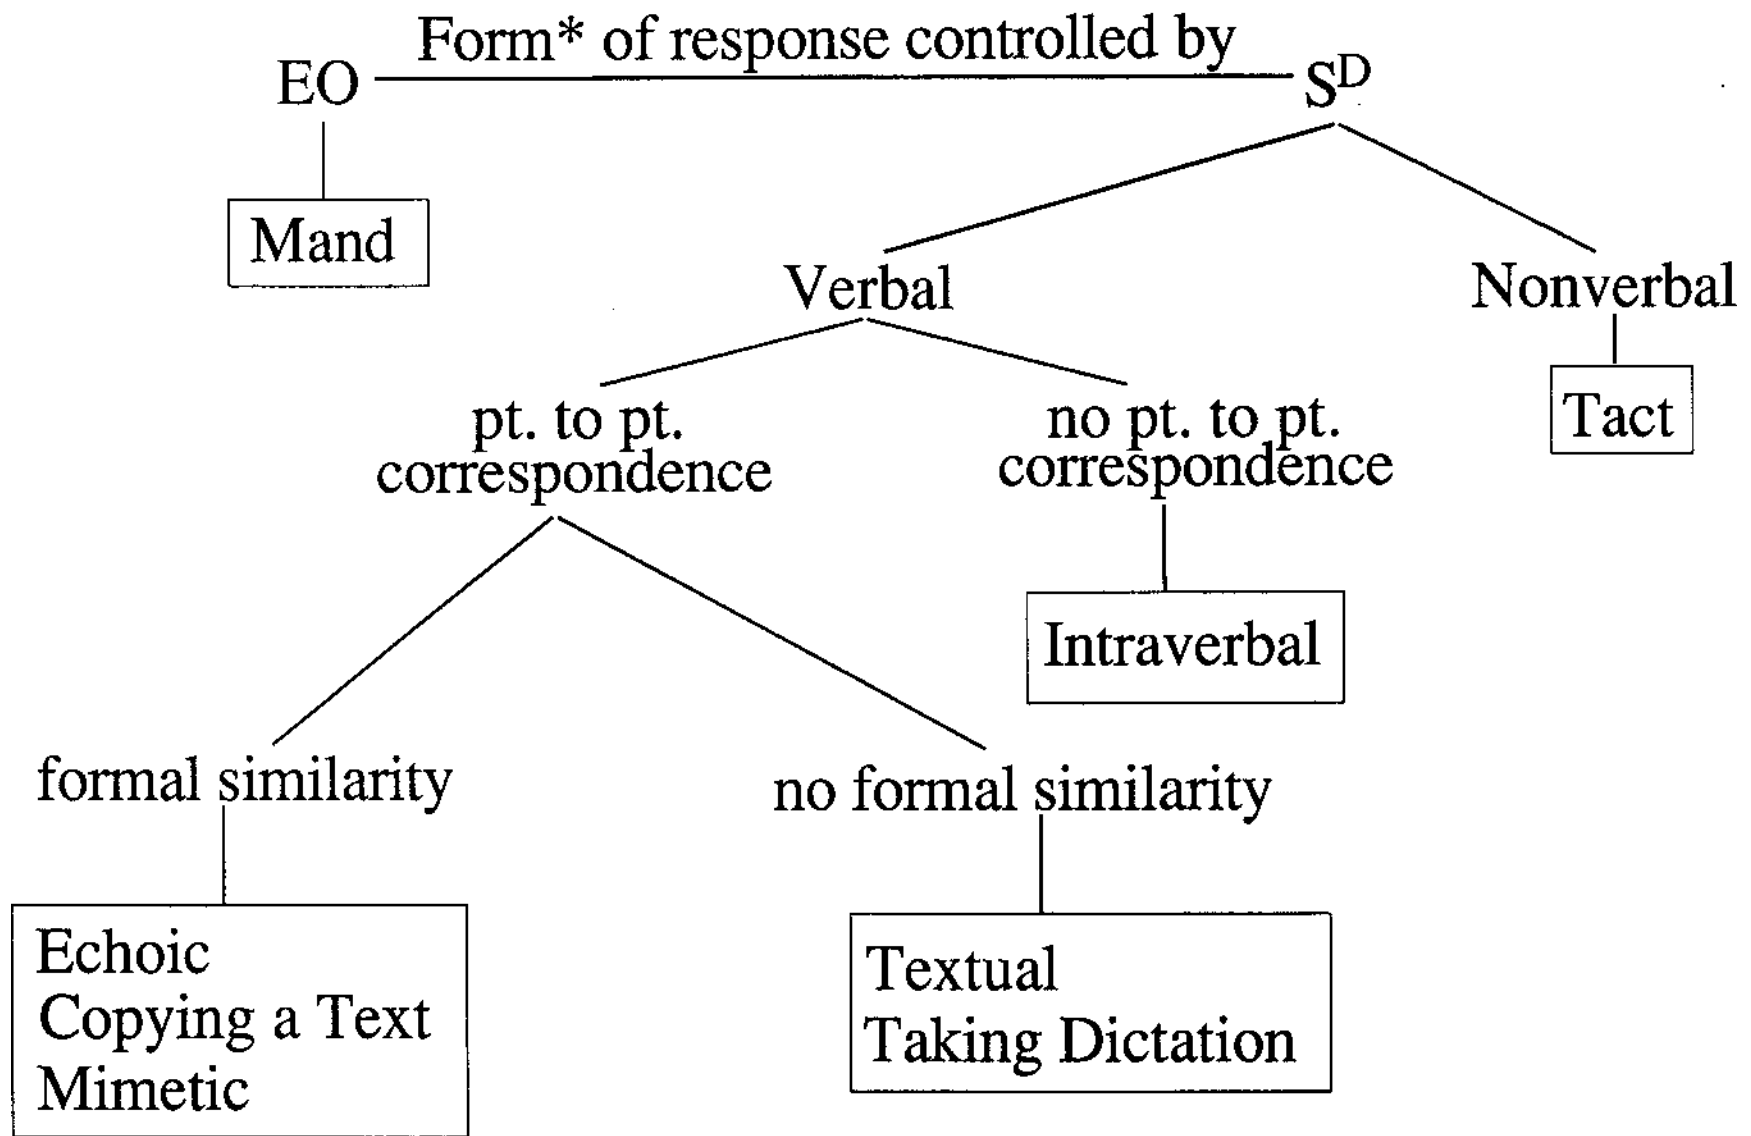 Form* of response controlled by
EO
S^D
Mand
Verbal
Nonverbal
Tact
pt. to pt.
correspondence
no pt. to pt.
correspondence
Intraverbal
formal similarity
no formal similarity
Echoic
Copying a Text
Mimetic
Textual
Taking Dictation